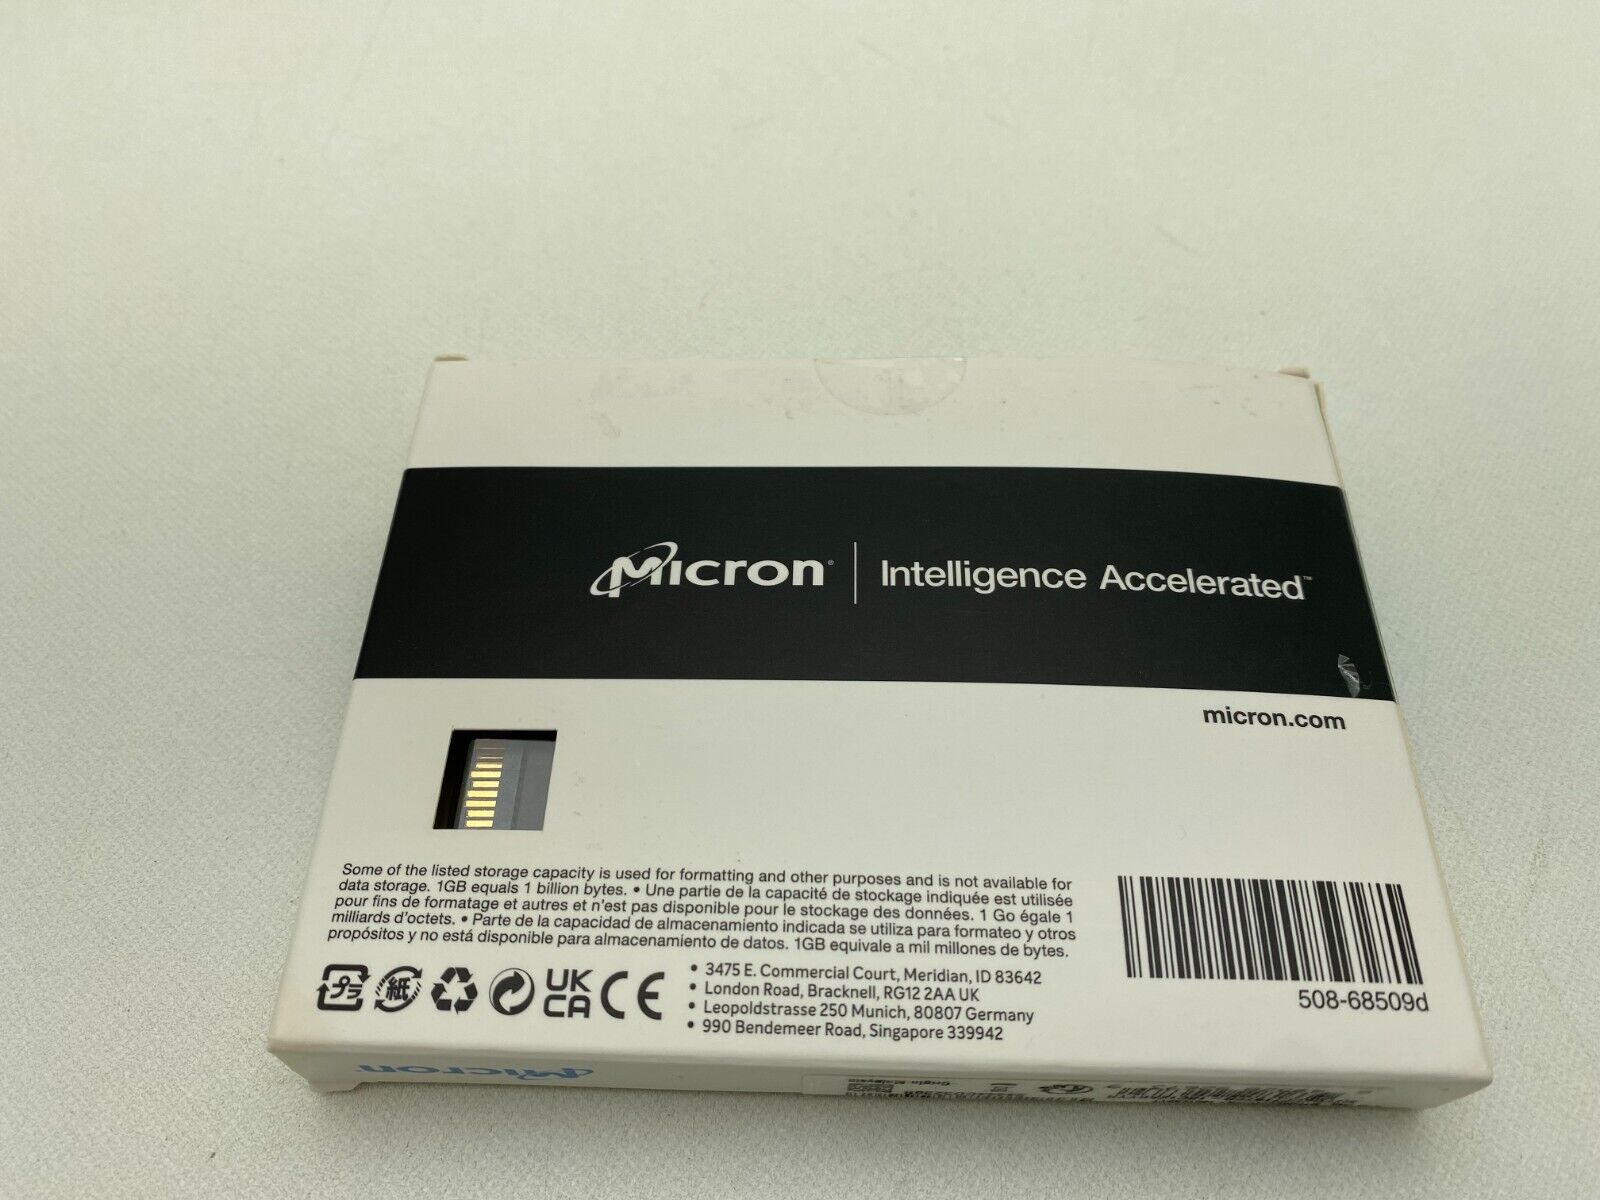 Micron® | Intelligence Accelerated™
micron.com
Some of the listed storage capacity is used for formatting and other purposes and is not available for
data storage. 1GB equals 1 billion bytes. • Une partie de la capacité de stockage indiquée est utilisée
pour fins de formatage et autres et n'est pas disponible pour le stockage des données. 1 Go égale 1
milliards d'octets. • Parte de la capacidad de almacenamiento indicada se utiliza para formateo y otros
propósitos y no está disponible para almacenamiento de datos. 1GB equivale a mil millones de bytes.
プラ 紙 UK CA CE
• 3475 E. Commercial Court, Meridian, ID 83642
• London Road, Bracknell, RG12 2AA UK
• Leopoldstrasse 250 Munich, 80807 Germany
• 990 Bendemeer Road, Singapore 339942
508-68509d
Micron
Origin Malaysia